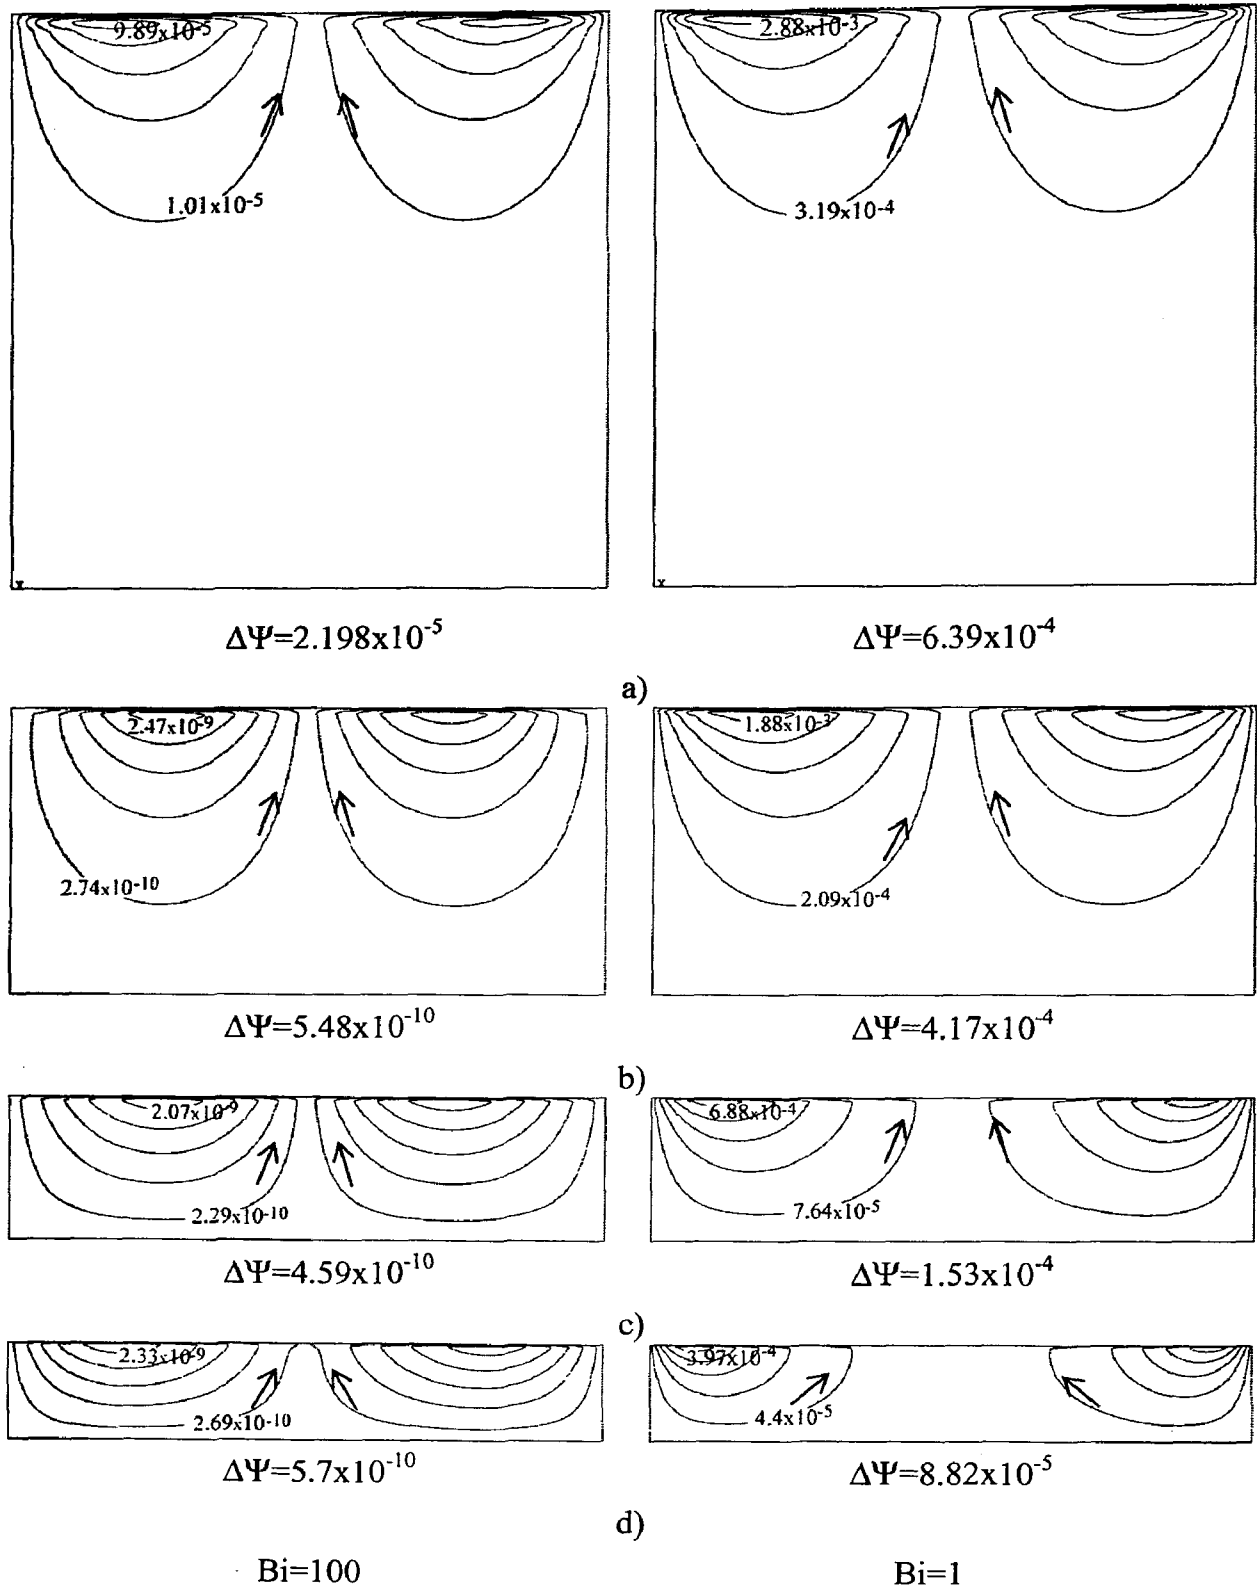 9.89x10⁻⁵ 2.88x10⁻³
1.01x10⁻⁵ 3.19x10⁻⁴
x x
ΔΨ=2.198x10⁻⁵ ΔΨ=6.39x10⁻⁴
a)
2.47x10⁻⁹ 1.88x10⁻³
2.74x10⁻¹⁰ 2.09x10⁻⁴
ΔΨ=5.48x10⁻¹⁰ ΔΨ=4.17x10⁻⁴
b)
2.07x10⁻⁹ 6.88x10⁻⁴
2.29x10⁻¹⁰ 7.64x10⁻⁵
ΔΨ=4.59x10⁻¹⁰ ΔΨ=1.53x10⁻⁴
c)
2.33x10⁻⁹ 3.97x10⁻⁴
2.69x10⁻¹⁰ 4.4x10⁻⁵
ΔΨ=5.7x10⁻¹⁰ ΔΨ=8.82x10⁻⁵
d)
Bi=100 Bi=1